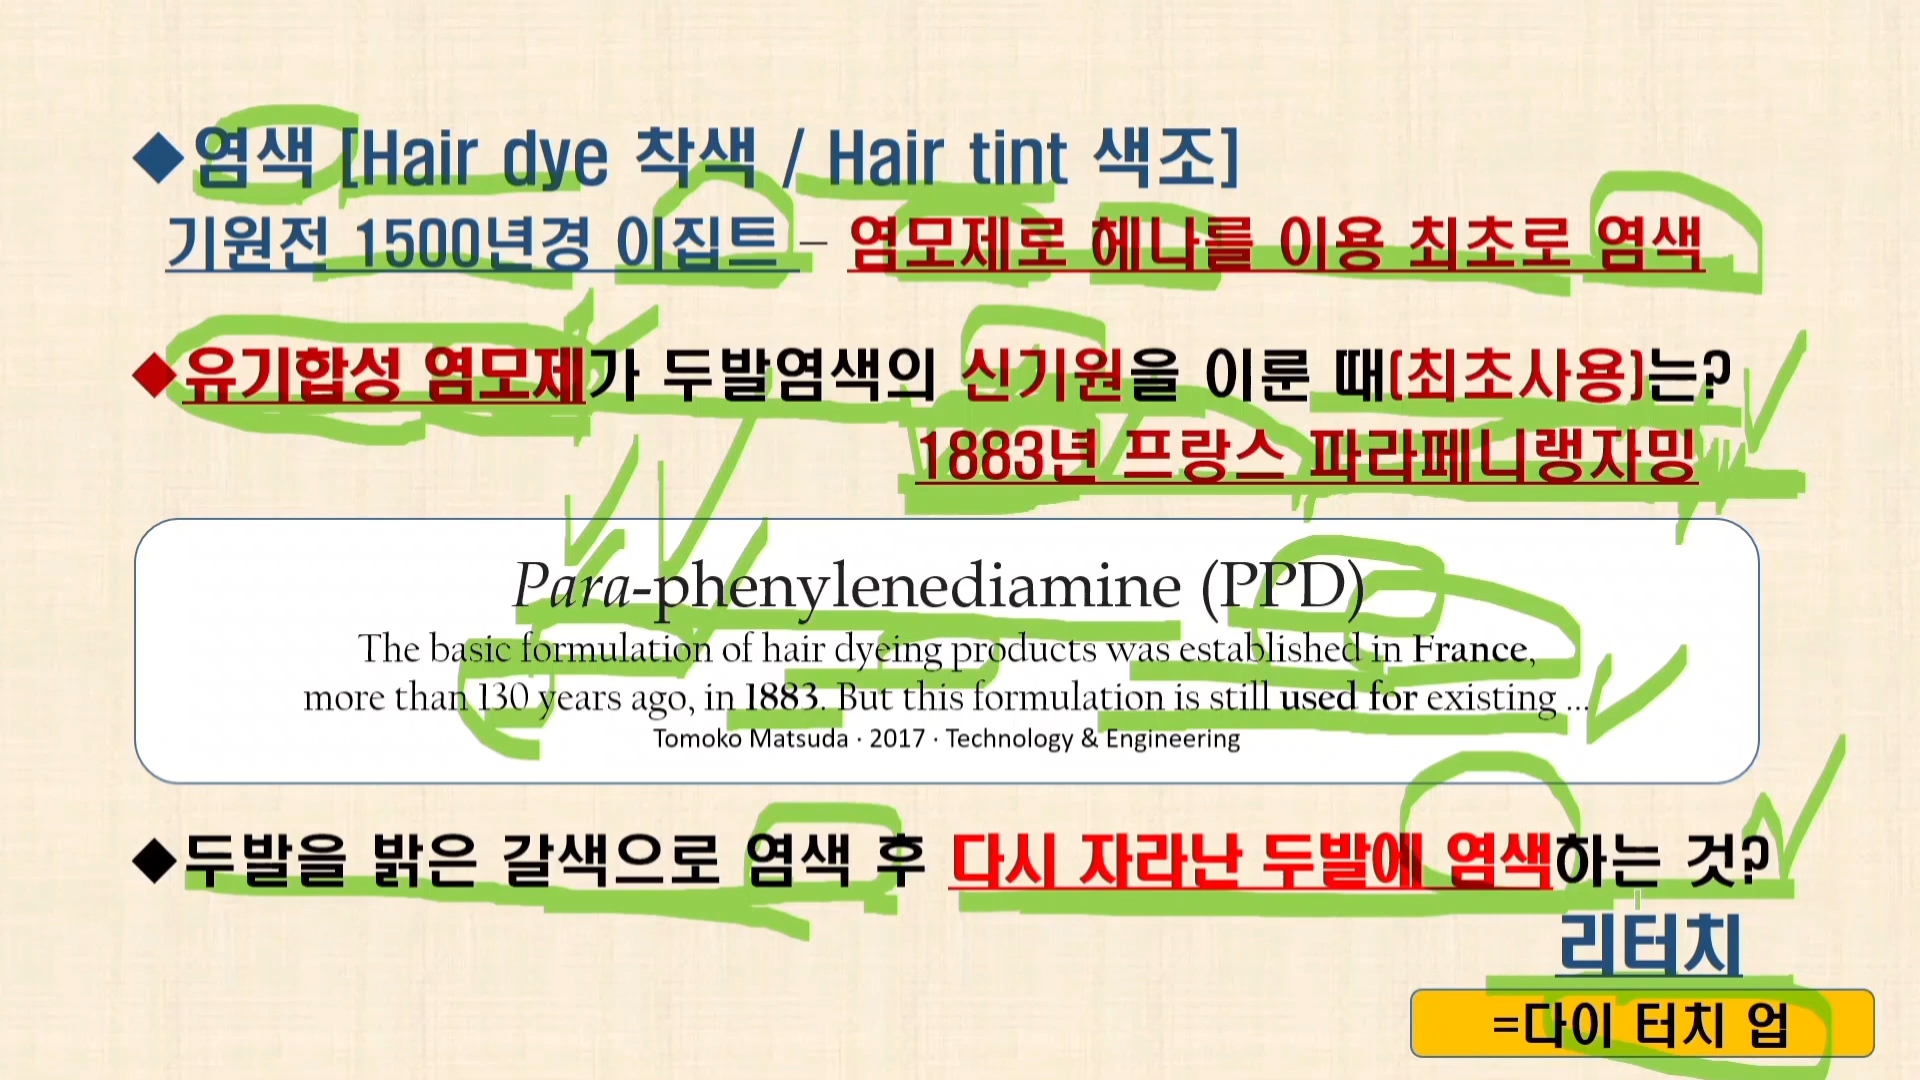 ◆염색 [Hair dye 착색 / Hair tint 색조]
기원전 1500년경 이집트 – 염모제로 헤나를 이용 최초로 염색
◆유기합성 염모제가 두발염색의 신기원을 이룬 때(최초사용)는?
1883년 프랑스 파라페니랭자밍
Para-phenylenediamine (PPD)
The basic formulation of hair dyeing products was established in France,
more than 130 years ago, in 1883. But this formulation is still used for existing ...
Tomoko Matsuda · 2017 · Technology & Engineering
◆두발을 밝은 갈색으로 염색 후 다시 자라난 두발에 염색하는 것?
리터치
=다이 터치 업